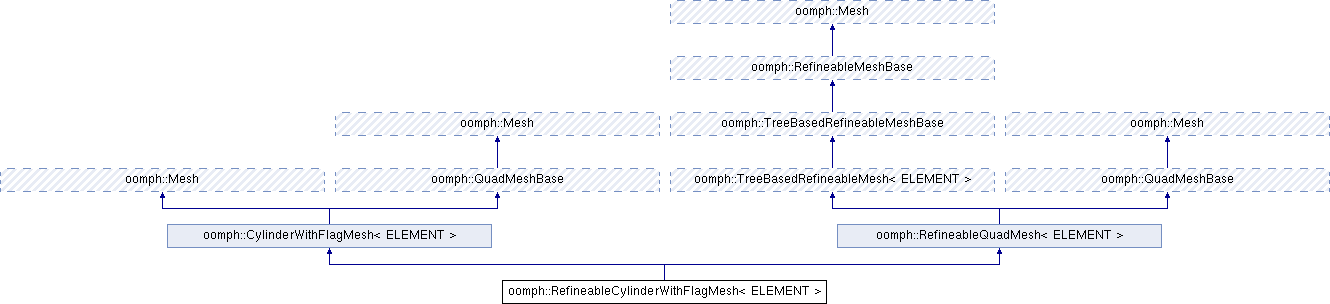 oomph::Mesh
oomph::RefineableMeshBase
oomph::Mesh
oomph::TreeBasedRefineableMeshBase
oomph::Mesh
oomph::Mesh
oomph::QuadMeshBase
oomph::TreeBasedRefineableMesh< ELEMENT >
oomph::QuadMeshBase
oomph::CylinderWithFlagMesh< ELEMENT >
oomph::RefineableQuadMesh< ELEMENT >
oomph::RefineableCylinderWithFlagMesh< ELEMENT >